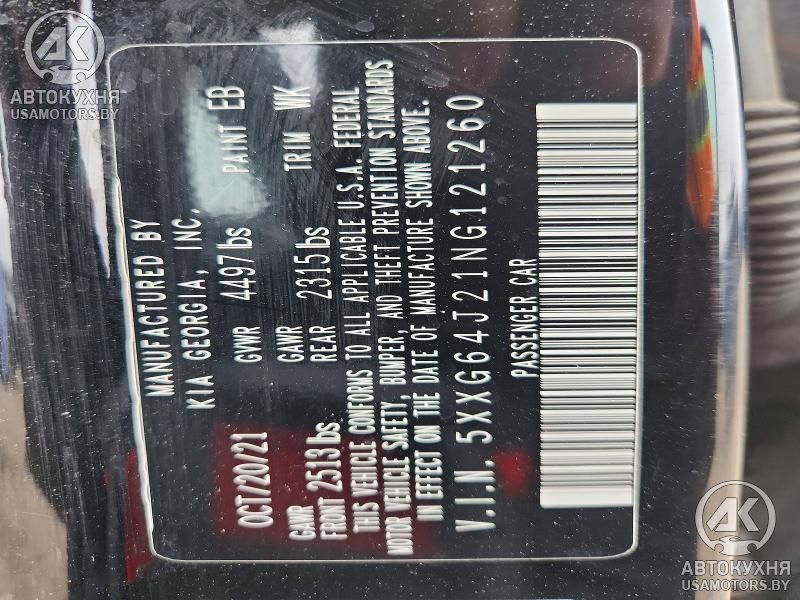 MANUFACTURED BY
KIA GEORGIA, INC.
OCT/20/21 GVWR 4497lbs PAINT EB
GAWR GAWR TRIM WK
FRONT 2513lbs REAR 2315lbs
THIS VEHICLE CONFORMS TO ALL APPLICABLE U.S.A. FEDERAL
MOTOR VEHICLE SAFETY, BUMPER, AND THEFT PREVENTION STANDARDS
IN EFFECT ON THE DATE OF MANUFACTURE SHOWN ABOVE.
V.I.N. 5XXG64J21NG121260
PASSENGER CAR
АК
АВТОКУХНЯ
USAMOTORS.BY
АК
АВТОКУХНЯ
USAMOTORS.BY